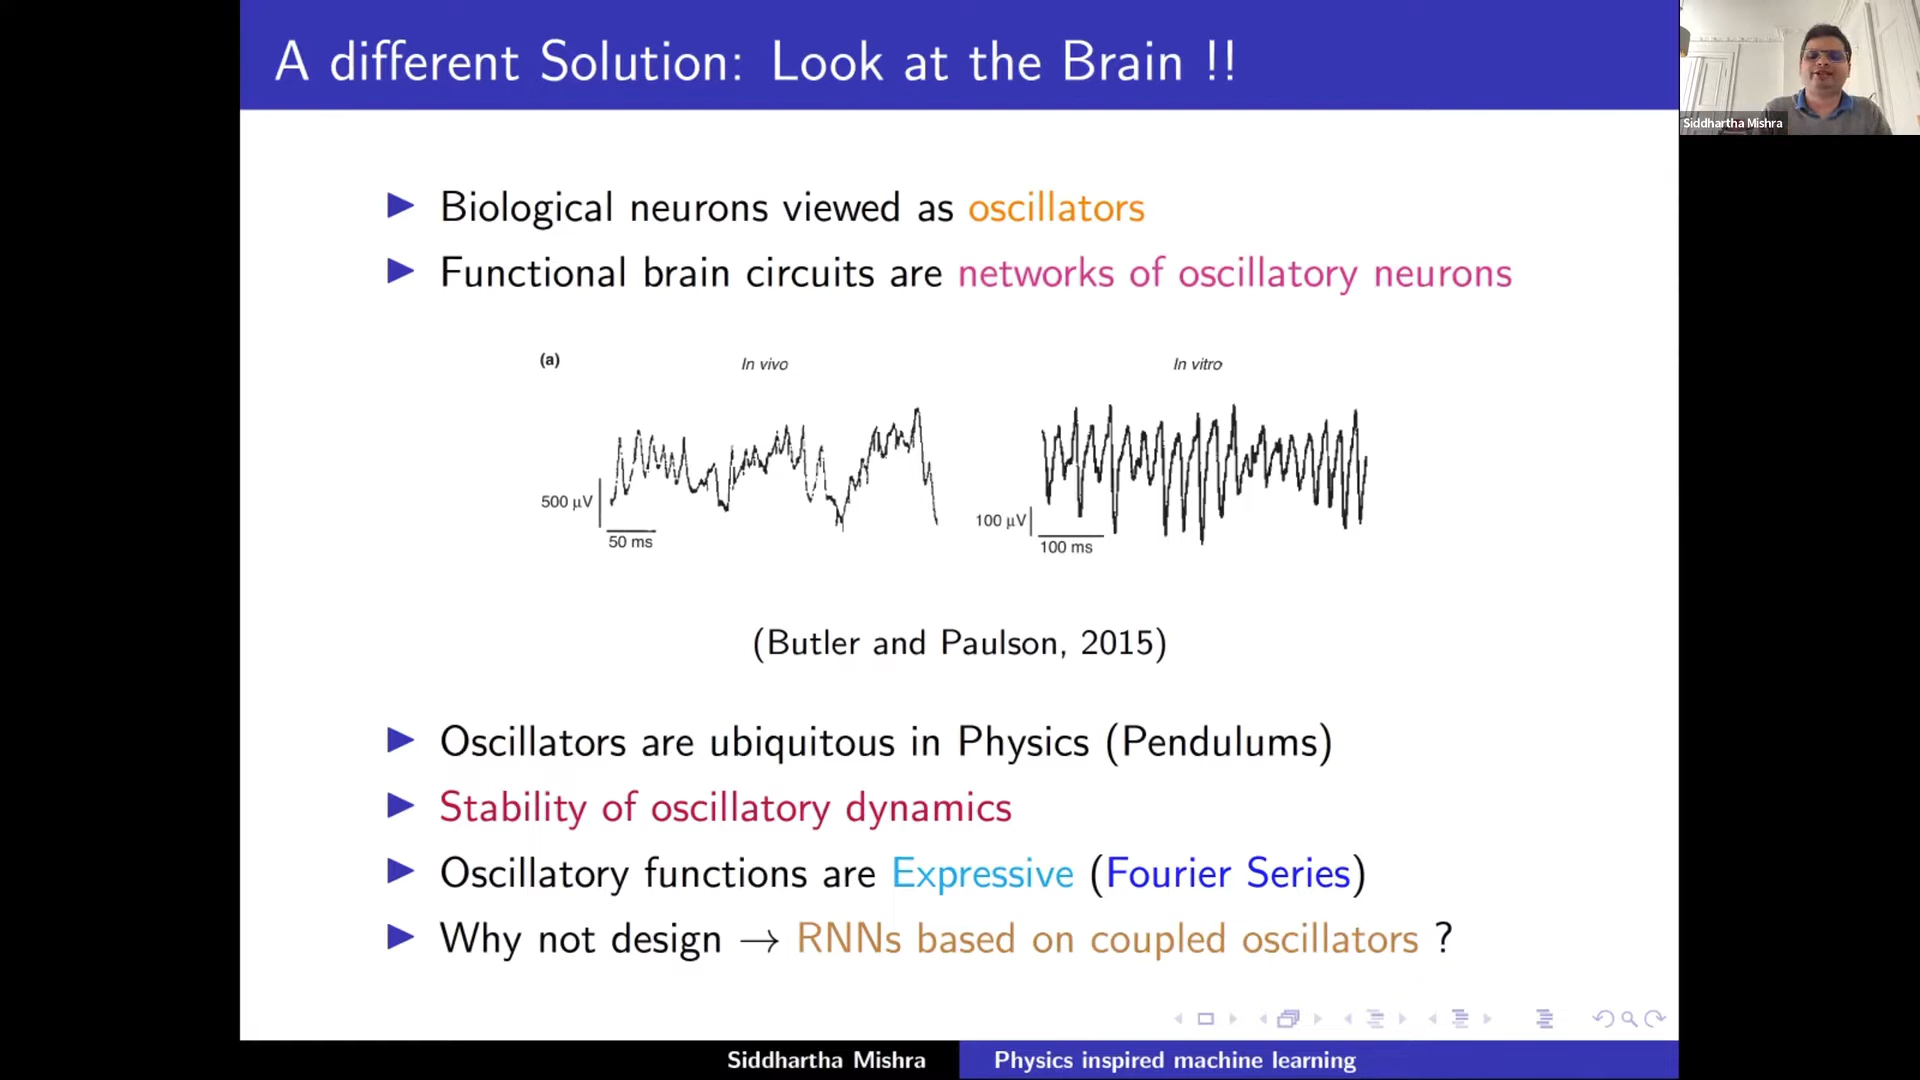 A different Solution: Look at the Brain !!
Siddhartha Mishra
Biological neurons viewed as oscillators
Functional brain circuits are networks of oscillatory neurons
(a)
In vivo
In vitro
500 μV
50 ms
100 μV
100 ms
(Butler and Paulson, 2015)
Oscillators are ubiquitous in Physics (Pendulums)
Stability of oscillatory dynamics
Oscillatory functions are Expressive (Fourier Series)
Why not design → RNNs based on coupled oscillators ?
Siddhartha Mishra
Physics inspired machine learning